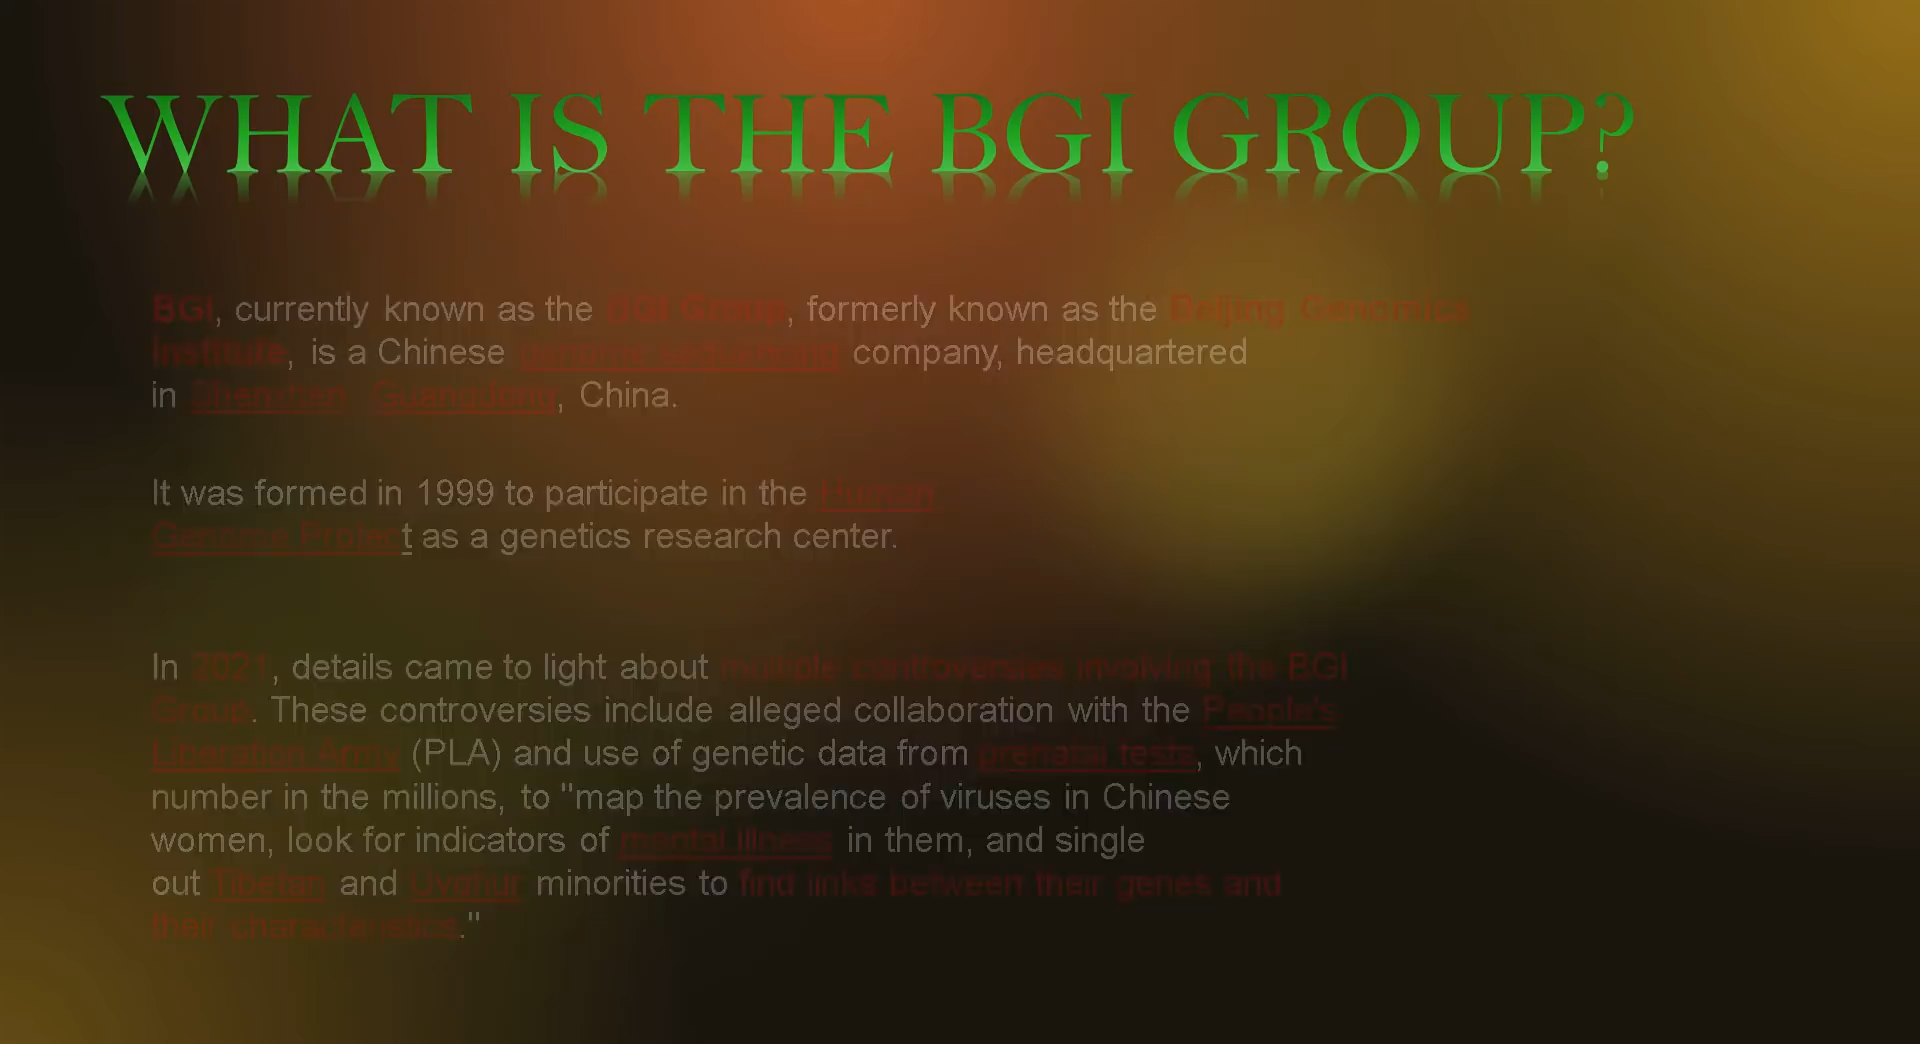 WHAT IS THE BGI GROUP?
BGI, currently known as the BGI Group, formerly known as the Beijing Genomics
Institute, is a Chinese genome sequencing company, headquartered
in Shenzhen, Guangdong, China.
It was formed in 1999 to participate in the Human
Genome Project as a genetics research center.
In 2021, details came to light about multiple controversies involving the BGI
Group. These controversies include alleged collaboration with the People's
Liberation Army (PLA) and use of genetic data from prenatal tests, which
number in the millions, to "map the prevalence of viruses in Chinese
women, look for indicators of mental illness in them, and single
out Tibetan and Uyghur minorities to find links between their genes and
their characteristics."